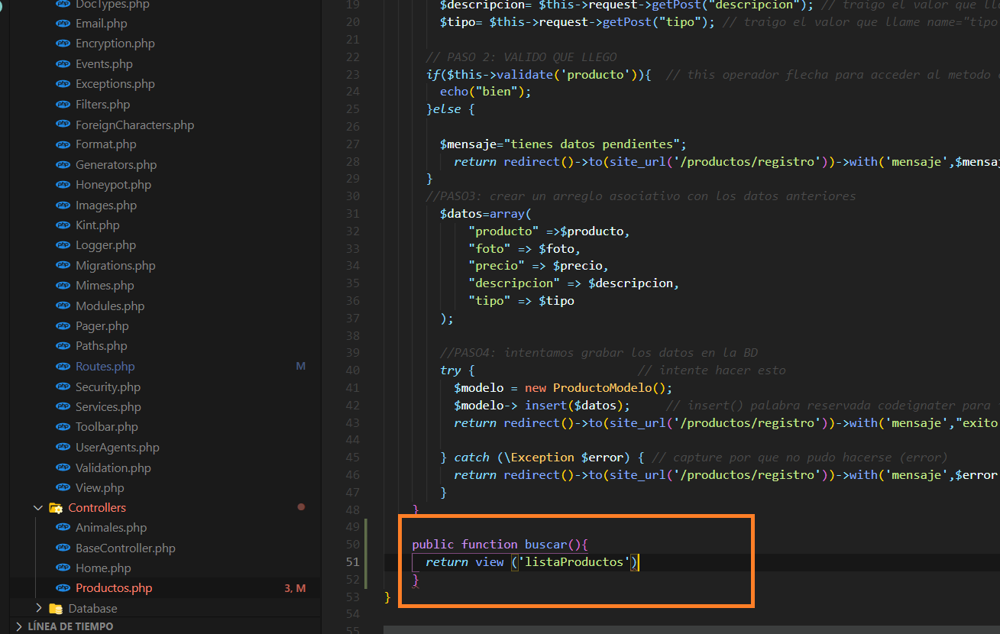 DocTypes.php
Email.php
Encryption.php
Events.php
Exceptions.php
Filters.php
ForeignCharacters.php
Format.php
Generators.php
Honeypot.php
Images.php
Kint.php
Logger.php
Migrations.php
Mimes.php
Modules.php
Pager.php
Paths.php
Routes.php M
Security.php
Services.php
Toolbar.php
UserAgents.php
Validation.php
View.php
Controllers
Animales.php
BaseController.php
Home.php
Productos.php 3, M
Database
LÍNEA DE TIEMPO
19 $descripcion= $this->request->getPost("descripcion"); // traigo el valor que
20 $tipo= $this->request->getPost("tipo"); // traigo el valor que llame name="tipo
21
22 // PASO 2: VALIDO QUE LLEGO
23 if($this->validate('producto')){ // this operador flecha para acceder al metodo
24 echo("bien");
25 }else {
26
27 $mensaje="tienes datos pendientes";
28 return redirect()->to(site_url('/productos/registro'))->with('mensaje',$mensaj
29 }
30 //PASO3: crear un arreglo asociativo con los datos anteriores
31 $datos=array(
32 "producto" =>$producto,
33 "foto" => $foto,
34 "precio" => $precio,
35 "descripcion" => $descripcion,
36 "tipo" => $tipo
37 );
38
39 //PASO4: intentamos grabar los datos en la BD
40 try { // intente hacer esto
41 $modelo = new ProductoModelo();
42 $modelo-> insert($datos); // insert() palabra reservada codeignater para
43 return redirect()->to(site_url('/productos/registro'))->with('mensaje',"exito
44
45 } catch (\Exception $error) { // capture por que no pudo hacerse (error)
46 return redirect()->to(site_url('/productos/registro'))->with('mensaje',$error
47 }
48 }
49
50 public function buscar(){
51 return view ('listaProductos')
52 }
53 }
54
55